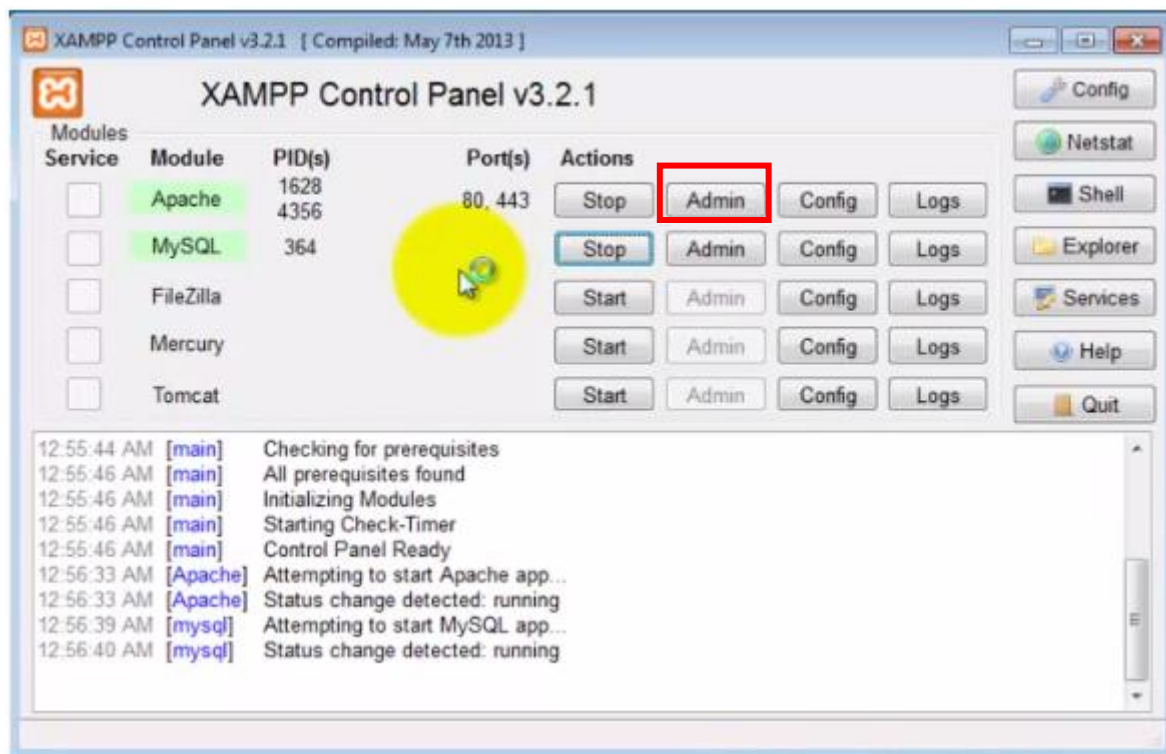 XAMPP Control Panel v3.2.1 [ Compiled: May 7th 2013 ]
XAMPP Control Panel v3.2.1
Config
Modules
Netstat
Service Module PID(s) Port(s) Actions
Apache 1628 4356 80, 443 Stop Admin Config Logs
Shell
MySQL 364 Stop Admin Config Logs
Explorer
FileZilla Start Admin Config Logs
Services
Mercury Start Admin Config Logs
Help
Tomcat Start Admin Config Logs
Quit
12:55:44 AM [main] Checking for prerequisites
12:55:46 AM [main] All prerequisites found
12:55:46 AM [main] Initializing Modules
12:55:46 AM [main] Starting Check-Timer
12:55:46 AM [main] Control Panel Ready
12:56:33 AM [Apache] Attempting to start Apache app...
12:56:33 AM [Apache] Status change detected: running
12:56:39 AM [mysql] Attempting to start MySQL app...
12:56:40 AM [mysql] Status change detected: running